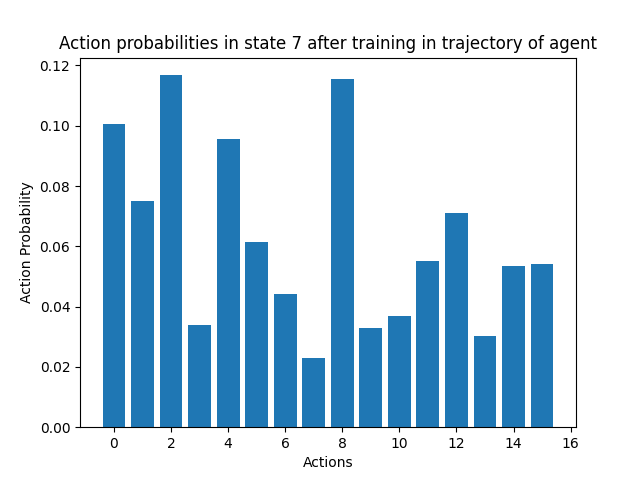 Action probabilities in state 7 after training in trajectory of agent
0.12
0.10
0.08
0.06
0.04
0.02
0.00
Action Probability
0 2 4 6 8 10 12 14 16
Actions